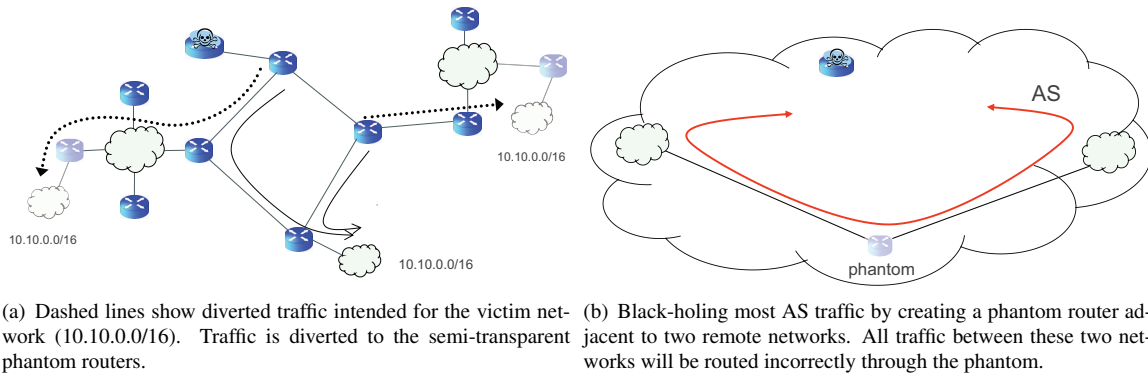 10.10.0.0/16
10.10.0.0/16
10.10.0.0/16
AS
phantom
(a) Dashed lines show diverted traffic intended for the victim net-
work (10.10.0.0/16). Traffic is diverted to the semi-transparent
phantom routers.
(b) Black-holing most AS traffic by creating a phantom router ad-
jacent to two remote networks. All traffic between these two net-
works will be routed incorrectly through the phantom.